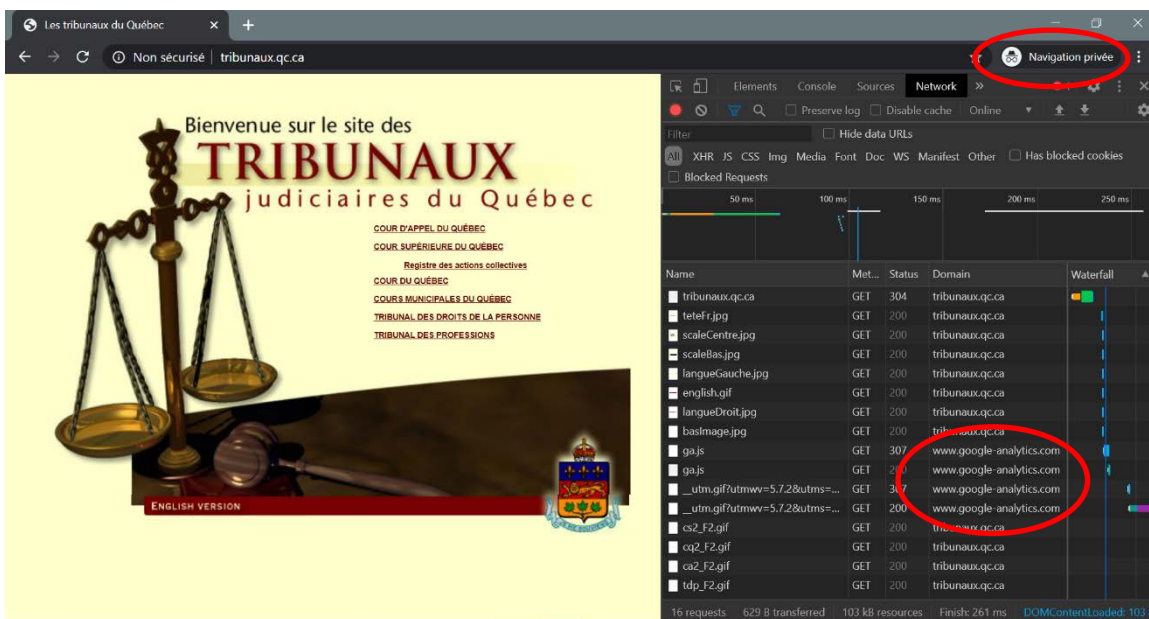 Les tribunaux du Québec
Non sécurisé | tribunaux.qc.ca
Navigation privée
Bienvenue sur le site des
TRIBUNAUX
judiciaires du Québec
COUR D'APPEL DU QUÉBEC
COUR SUPÉRIEURE DU QUÉBEC
Registre des actions collectives
COUR DU QUÉBEC
COURS MUNICIPALES DU QUÉBEC
TRIBUNAL DES DROITS DE LA PERSONNE
TRIBUNAL DES PROFESSIONS
ENGLISH VERSION
Elements Console Sources Network »
Preserve log Disable cache Online
Filter Hide data URLs
All XHR JS CSS Img Media Font Doc WS Manifest Other Has blocked cookies
Blocked Requests
50 ms 100 ms 150 ms 200 ms 250 ms
Name Met... Status Domain Waterfall
tribunaux.qc.ca GET 304 tribunaux.qc.ca
teteFr.jpg GET 200 tribunaux.qc.ca
scaleCentre.jpg GET 200 tribunaux.qc.ca
scaleBas.jpg GET 200 tribunaux.qc.ca
langueGauche.jpg GET 200 tribunaux.qc.ca
english.gif GET 200 tribunaux.qc.ca
langueDroit.jpg GET 200 tribunaux.qc.ca
basImage.jpg GET 200 tribunaux.qc.ca
ga.js GET 307 www.google-analytics.com
ga.js GET 200 www.google-analytics.com
__utm.gif?utmwv=5.7.2&utms=... GET 307 www.google-analytics.com
__utm.gif?utmwv=5.7.2&utms=... GET 200 www.google-analytics.com
cs2_F2.gif GET 200 tribunaux.qc.ca
cq2_F2.gif GET 200 tribunaux.qc.ca
ca2_F2.gif GET 200 tribunaux.qc.ca
tdp_F2.gif GET 200 tribunaux.qc.ca
16 requests 629 B transferred 103 kB resources Finish: 261 ms DOMContentLoaded: 103